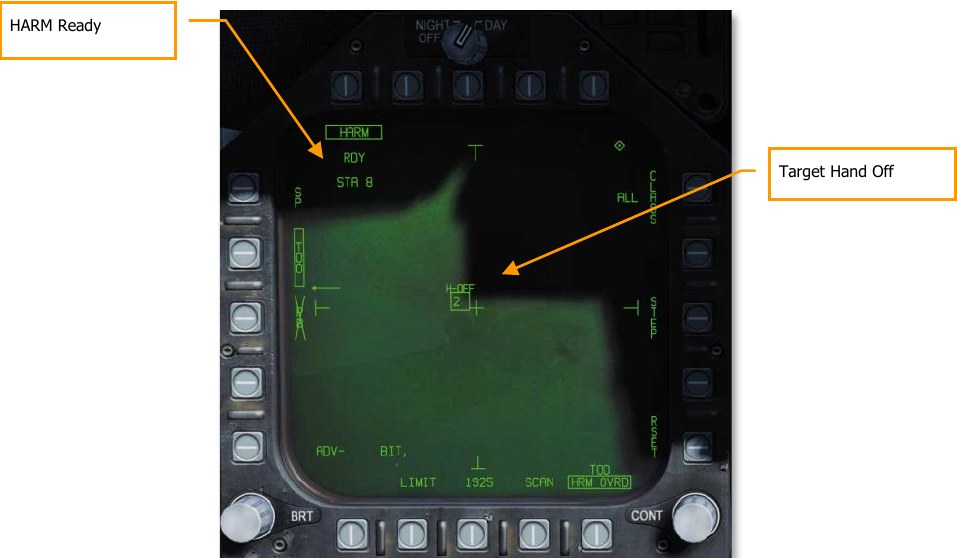 HARM Ready
NIGHT DAY
OFF
HARM
RDY
STA 8
SP
TOO
PB
ALL
CLASS
Target Hand Off
H-OFF
2
STEP
RSET
ADV- BIT,
TOO
LIMIT 1925 SCAN HRM OVRD
BRT
CONT